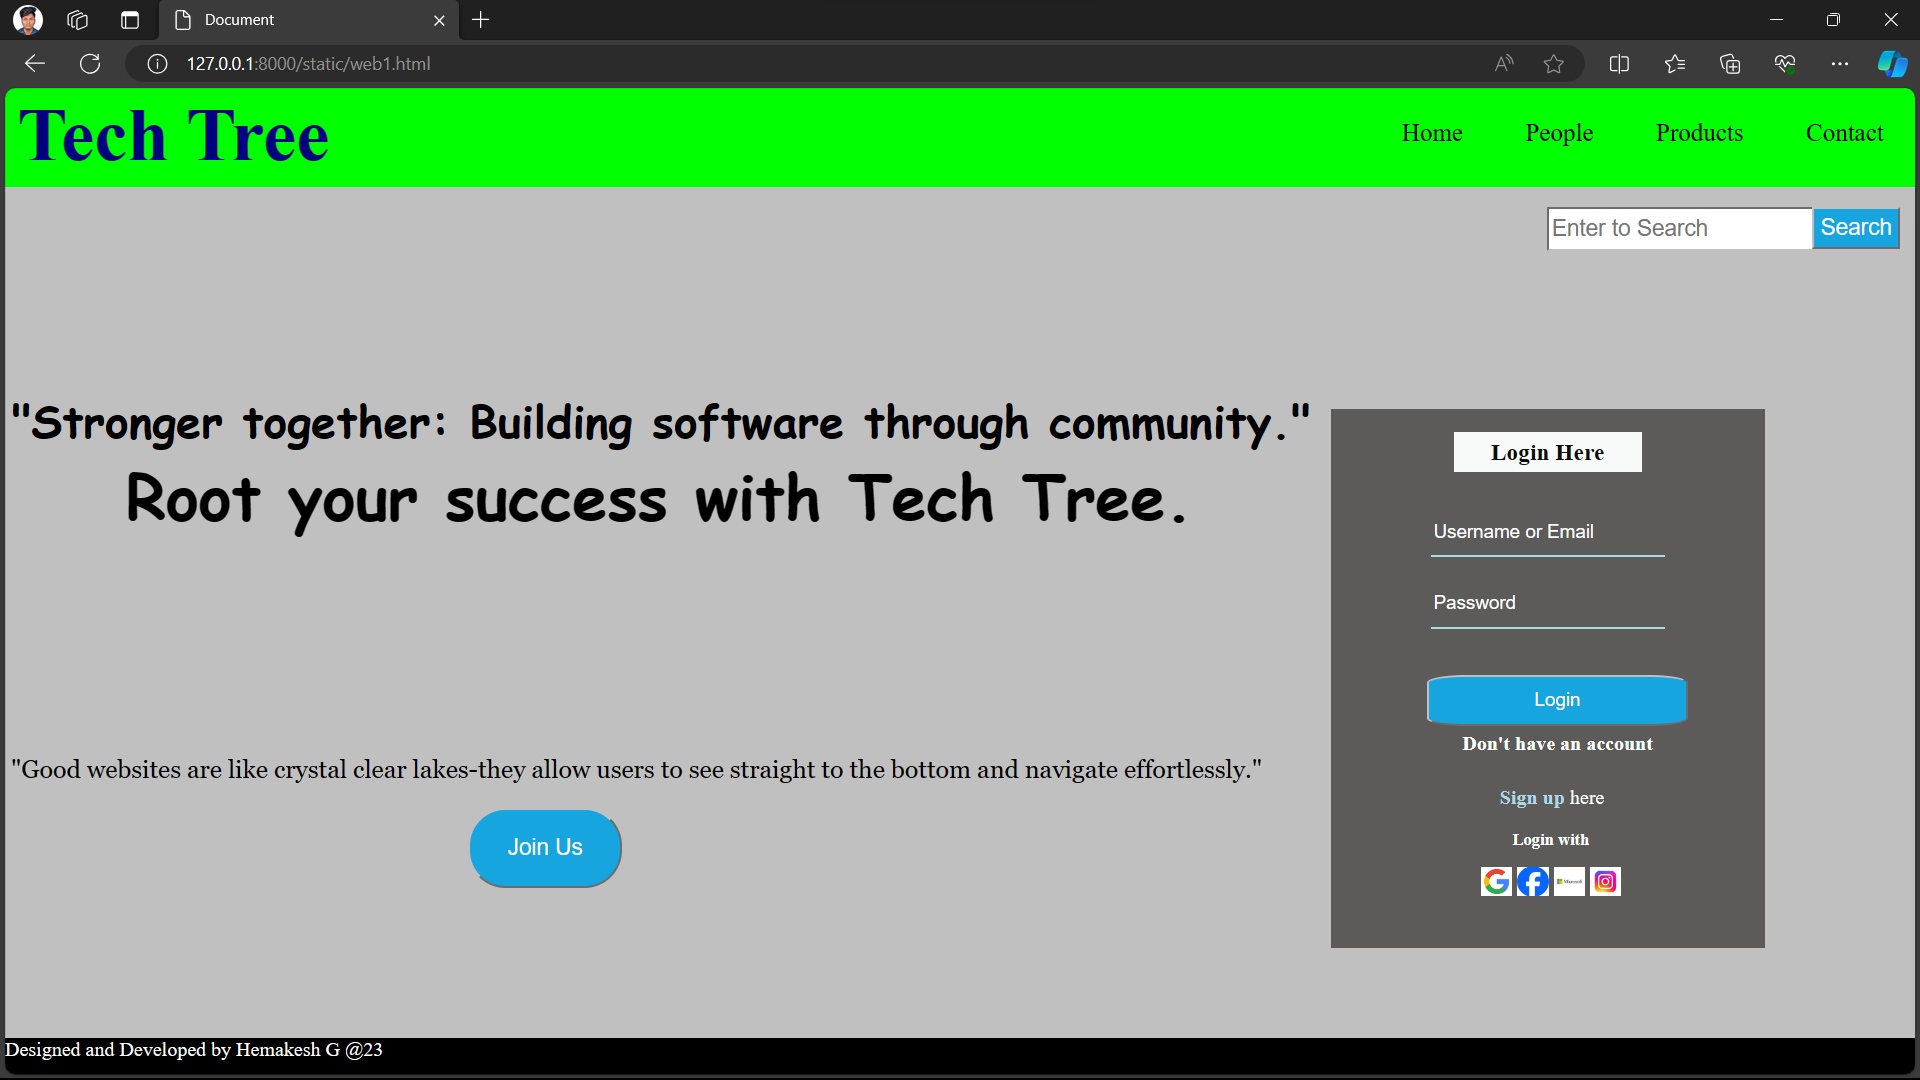 Document
127.0.0.1:8000/static/web1.html
Tech Tree
Home People Products Contact
Enter to Search Search
"Stronger together: Building software through community."
Root your success with Tech Tree.
Login Here
Username or Email
Password
Login
Don't have an account
Sign up here
Login with
"Good websites are like crystal clear lakes-they allow users to see straight to the bottom and navigate effortlessly."
Join Us
Designed and Developed by Hemakesh G @23